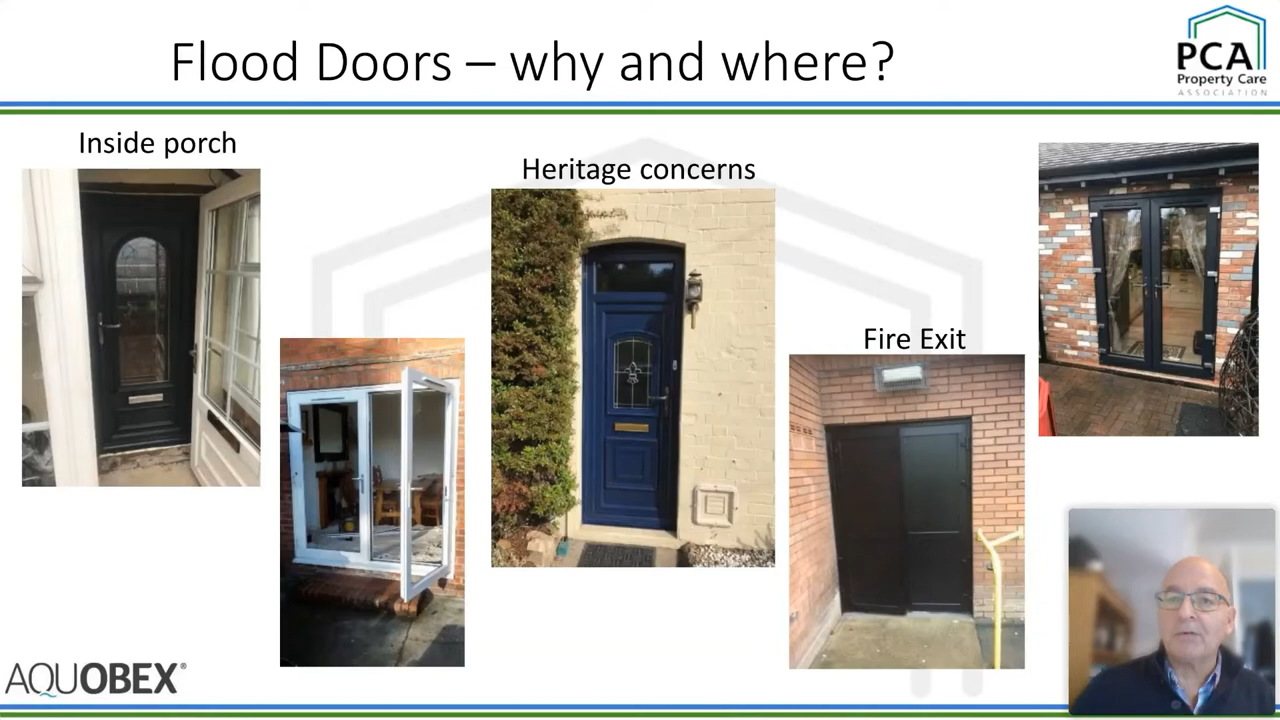 Flood Doors – why and where?
PCA
Property Care
ASSOCIATION
Inside porch
Heritage concerns
Fire Exit
AQUOBEX®